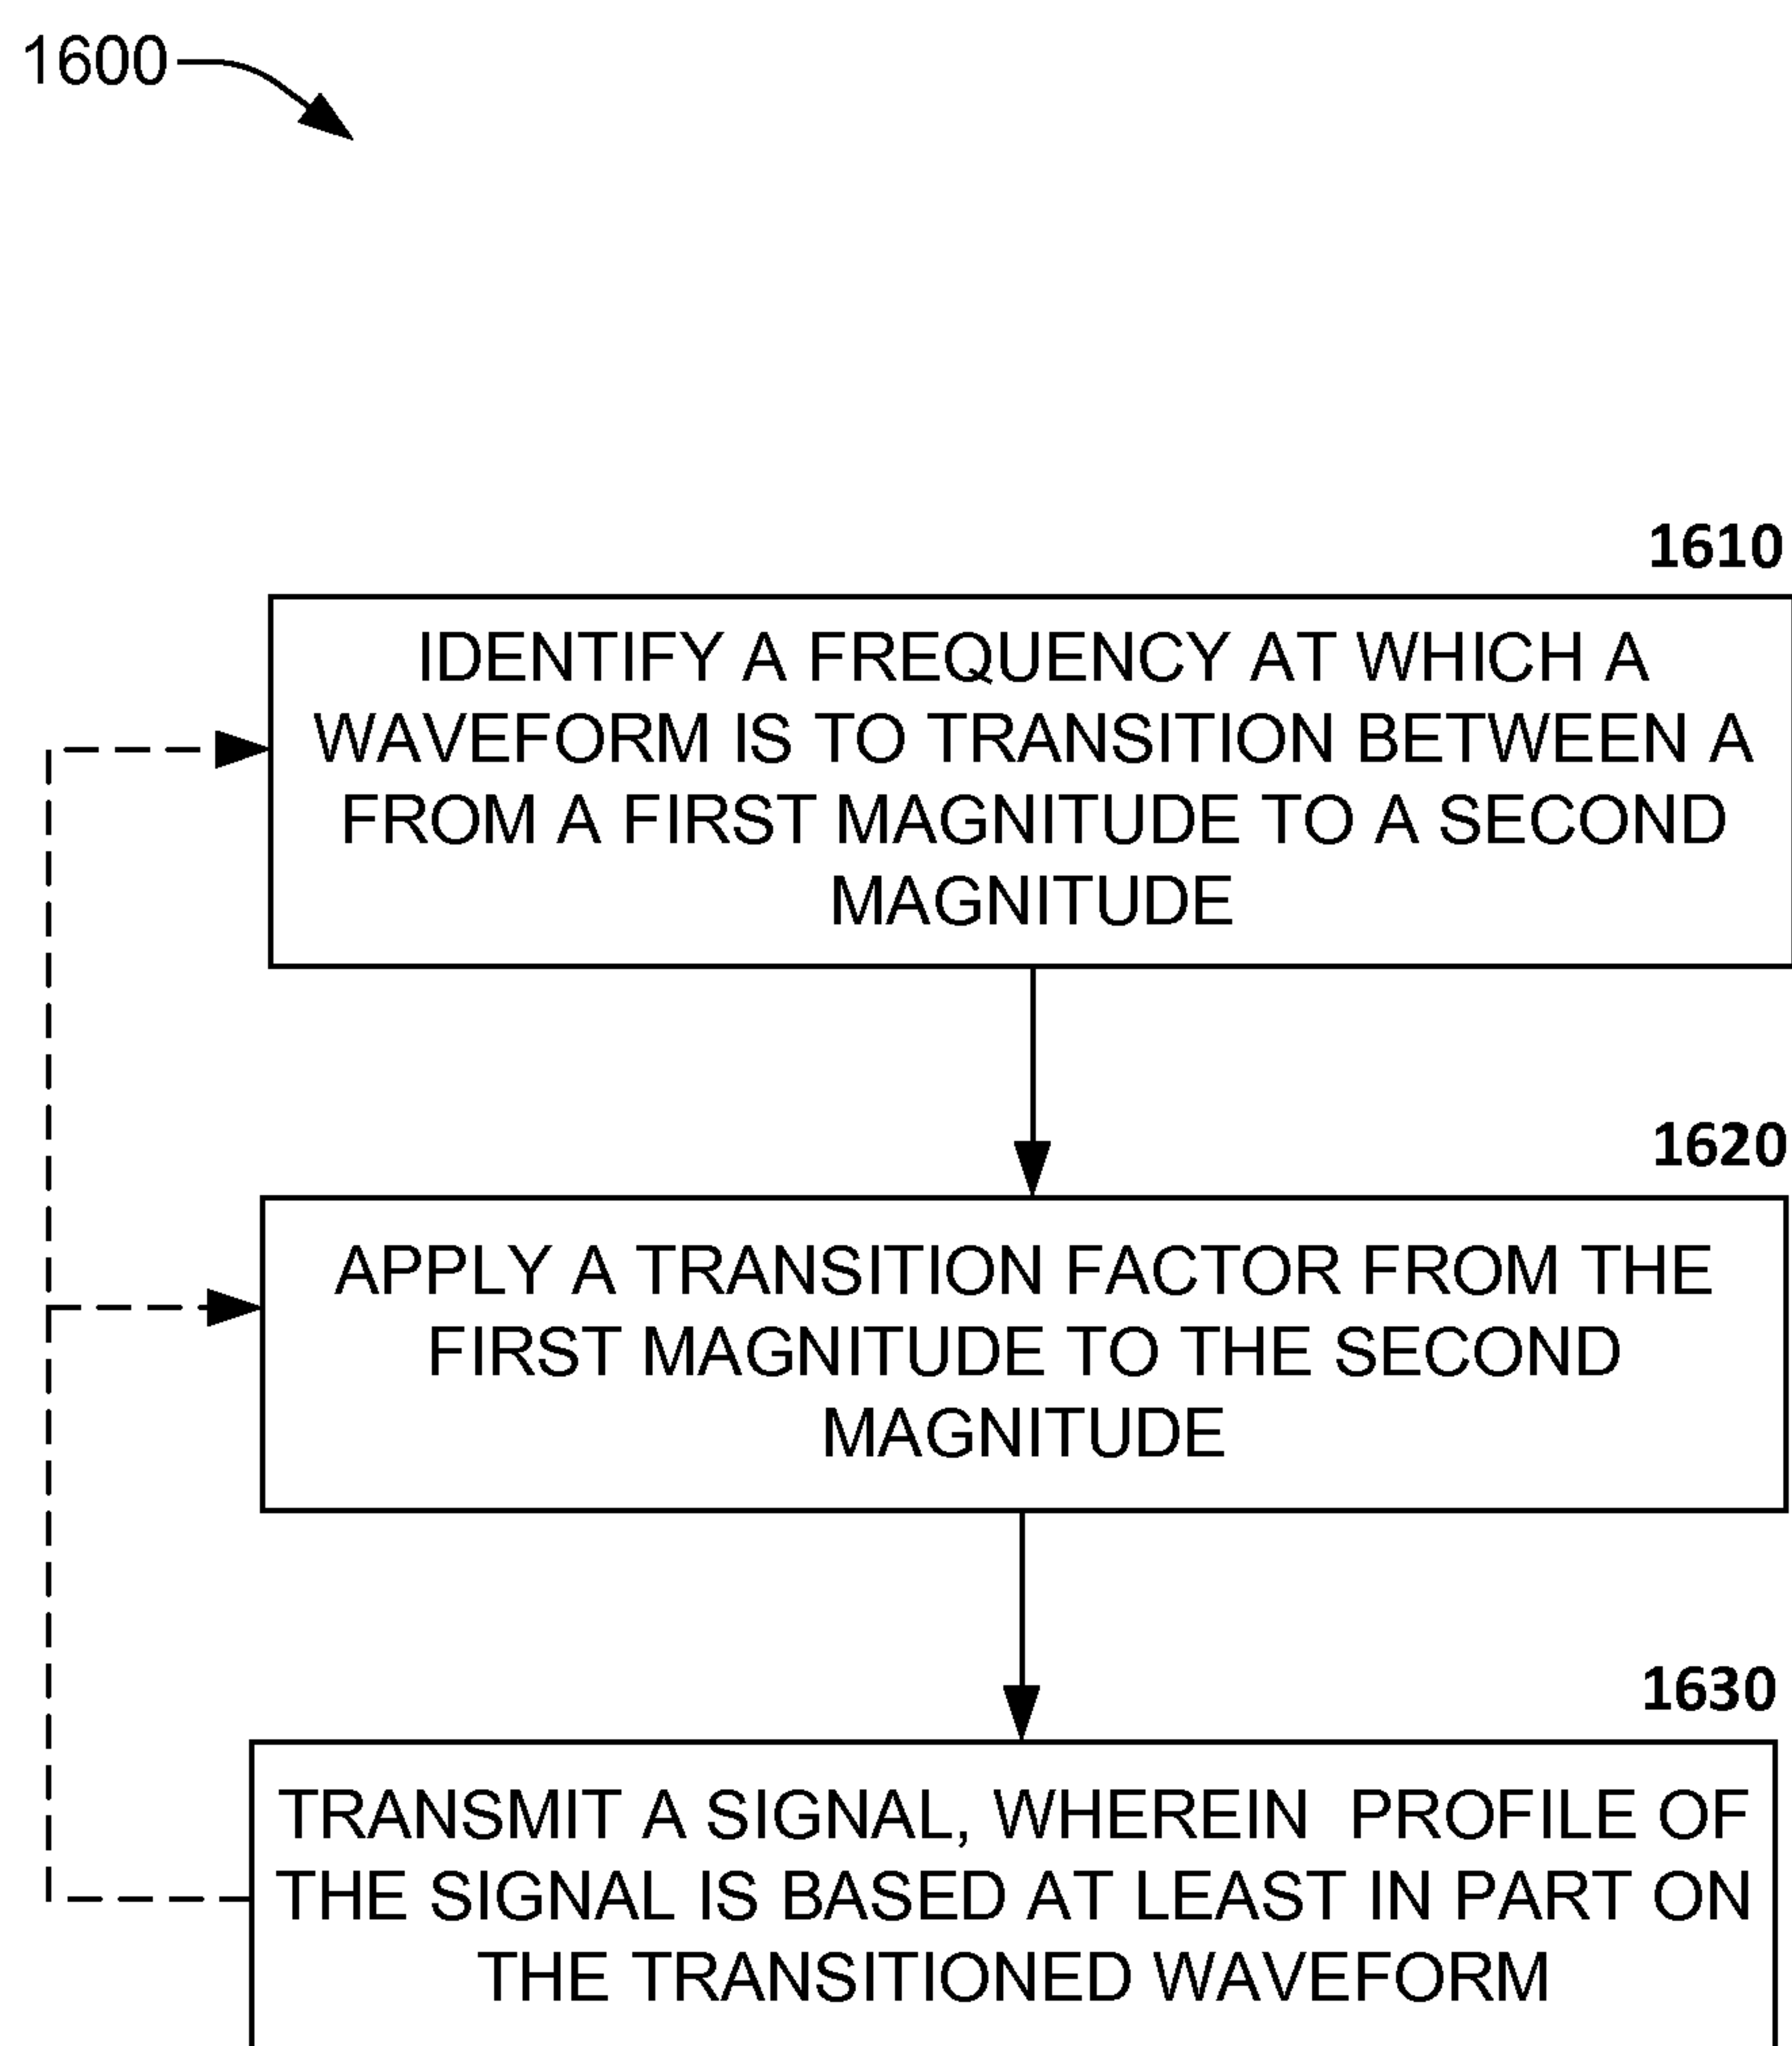 1600
1610
IDENTIFY A FREQUENCY AT WHICH A
WAVEFORM IS TO TRANSITION BETWEEN A
FROM A FIRST MAGNITUDE TO A SECOND
MAGNITUDE
1620
APPLY A TRANSITION FACTOR FROM THE
FIRST MAGNITUDE TO THE SECOND
MAGNITUDE
1630
TRANSMIT A SIGNAL, WHEREIN PROFILE OF
THE SIGNAL IS BASED AT LEAST IN PART ON
THE TRANSITIONED WAVEFORM